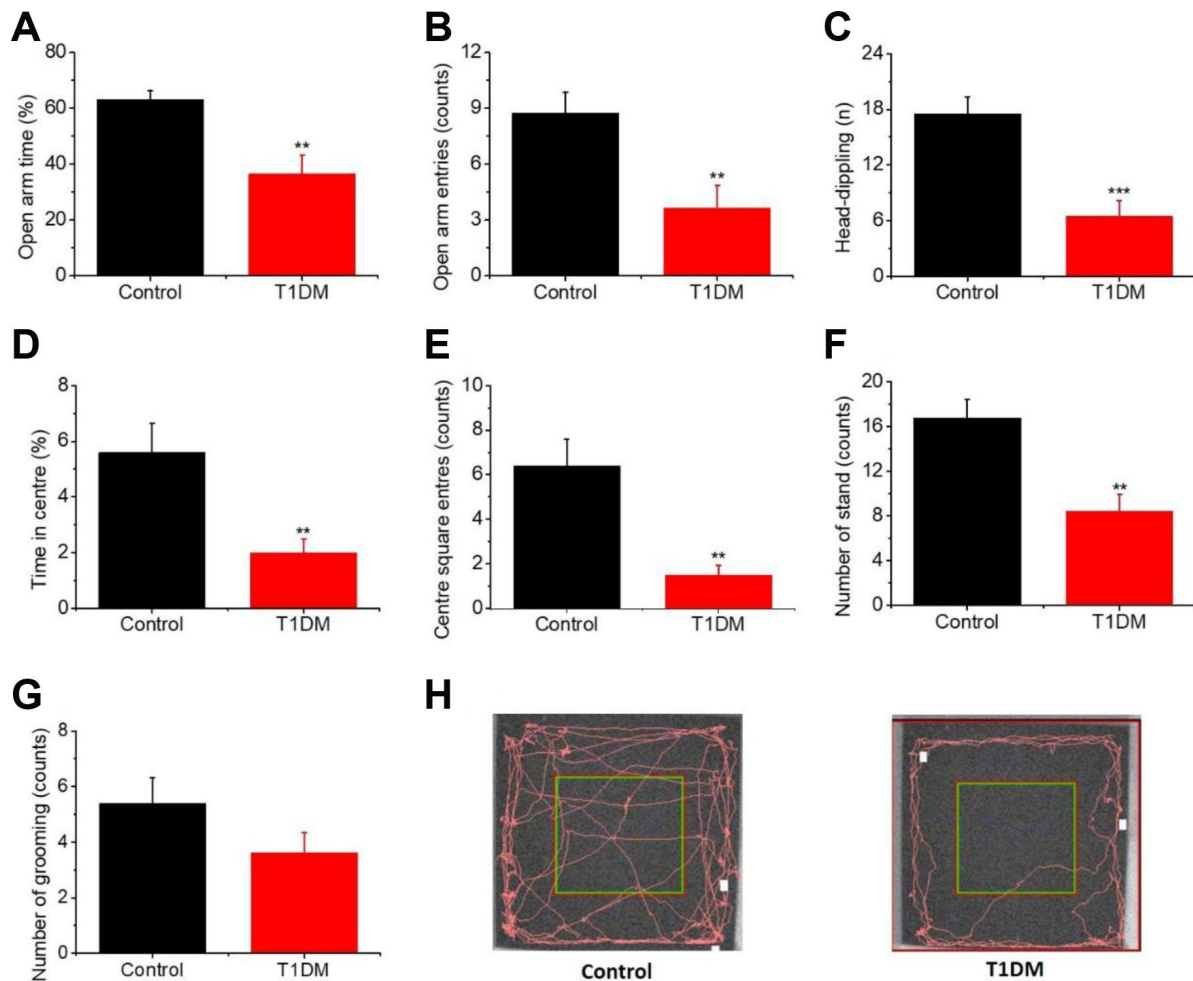 A
Open arm time (%)
80
60
40
20
0
**
Control
T1DM
B
Open arm entries (counts)
12
9
6
3
0
**
Control
T1DM
C
Head-dippling (n)
24
18
12
6
0
***
Control
T1DM
D
Time in centre (%)
8
6
4
2
0
**
Control
T1DM
E
Centre square entres (counts)
10
8
6
4
2
0
**
Control
T1DM
F
Number of stand (counts)
20
16
12
8
4
0
**
Control
T1DM
G
Number of grooming (counts)
8
6
4
2
0
Control
T1DM
H
Control
T1DM